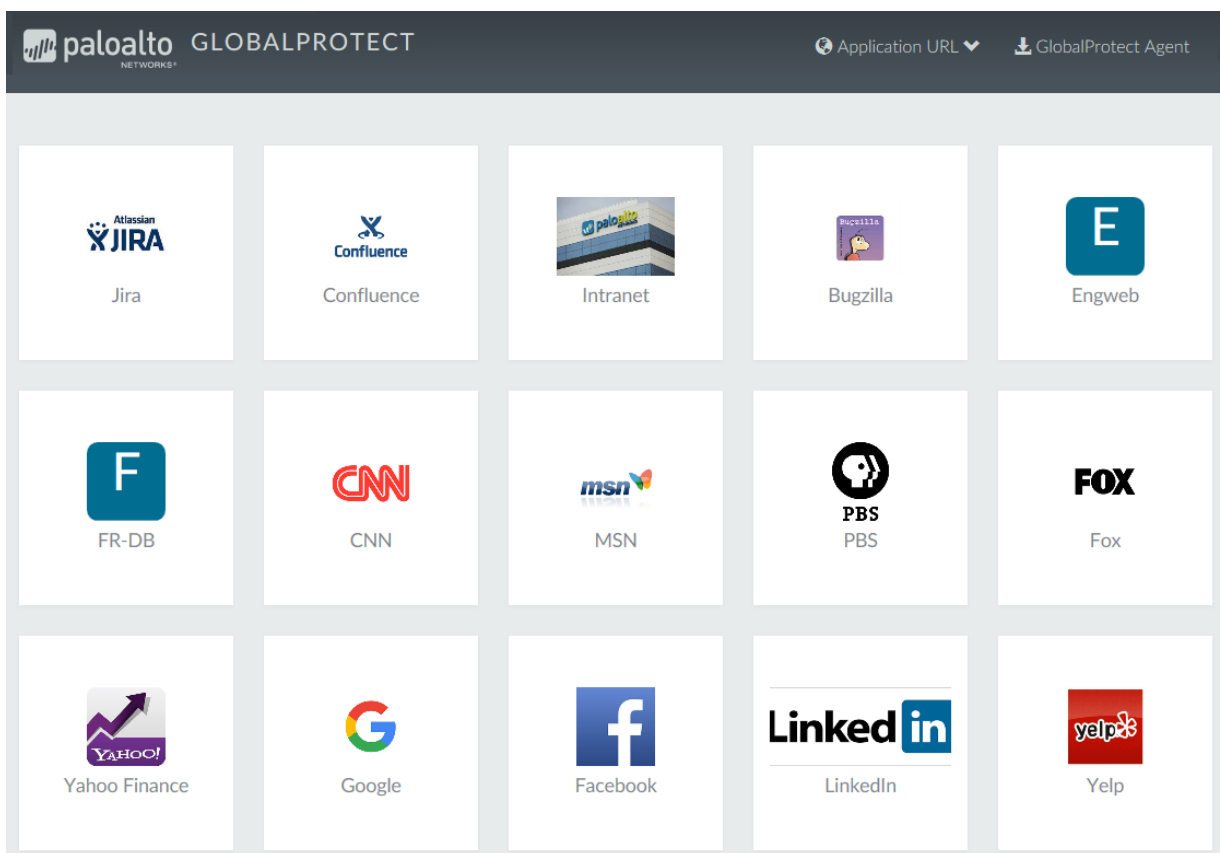 paloalto GLOBALPROTECT
NETWORKS®
Application URL
GlobalProtect Agent
Atlassian
JIRA
Jira
Confluence
Confluence
paloalto
Intranet
Bugzilla
Bugzilla
E
Engweb
F
FR-DB
CNN
CNN
msn
MSN
PBS
PBS
FOX
Fox
YAHOO!
Yahoo Finance
G
Google
f
Facebook
Linked in
LinkedIn
yelp
Yelp